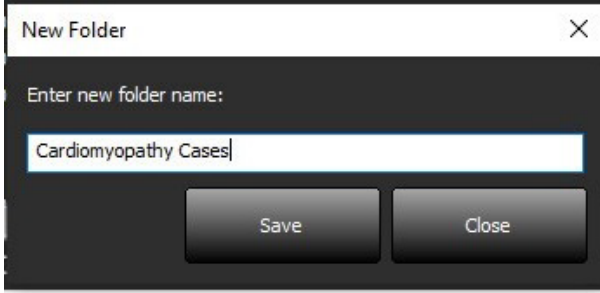 New Folder
Enter new folder name:
Cardiomyopathy Cases
Save Close